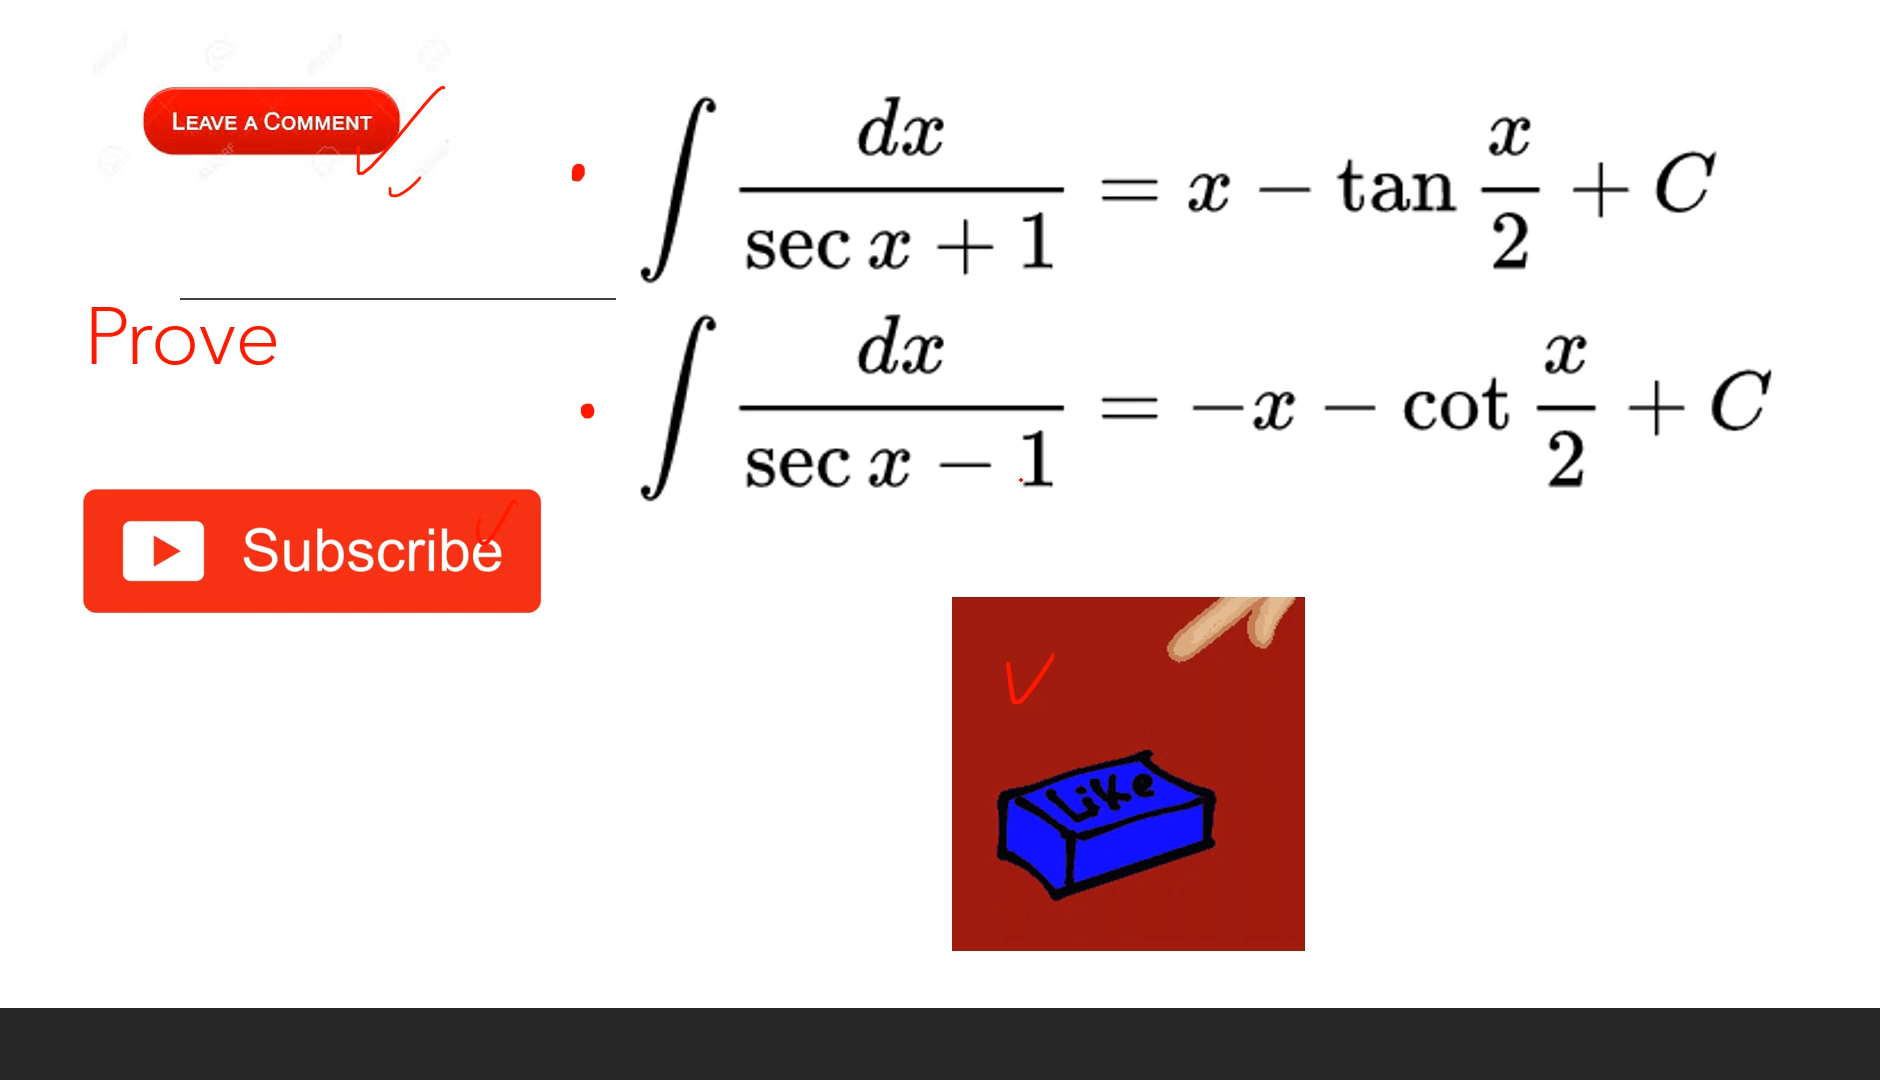 LEAVE A COMMENT
∫ dx / (sec x + 1) = x − tan x/2 + C
Prove
∫ dx / (sec x − 1) = −x − cot x/2 + C
Subscribe
Like